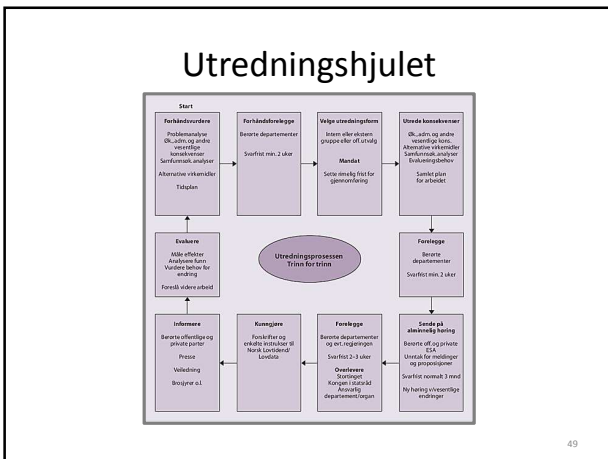 Utredningshjulet
Start
Forhåndsvurdere
Problemanalyse
Øk., adm. og andre
vesentlige
konsekvenser
Samfunnsøk. analyser
Alternative virkemidler
Tidsplan
Forhåndsforelegge
Berørte departementer
Svarfrist min. 2 uker
Velge utredningsform
Intern eller ekstern
gruppe eller off. utvalg
Mandat
Sette rimelig frist for
gjennomføring
Utrede konsekvenser
Øk., adm. og andre
vesentlige kons.
Alternative virkemidler
Samfunnsøk. analyser
Evalueringsbehov
Samlet plan
for arbeidet
Evaluere
Måle effekter
Analysere funn
Vurdere behov for
endring
Foreslå videre arbeid
Utredningsprosessen
Trinn for trinn
Forelegge
Berørte
departementer
Svarfrist min. 2 uker
Informere
Berørte offentlige og
private parter
Presse
Veiledning
Brosjyrer o.l.
Kunngjøre
Forskrifter og
enkelte instrukser til
Norsk Lovtidend/
Lovdata
Forelegge
Berørte departementer
og evt. regjeringen
Svarfrist 2–3 uker
Overlevere
Stortinget
Kongen i statsråd
Ansvarlig
departement/organ
Sende på
alminnelig høring
Berørte off. og private
ESA
Unntak for meldinger
og proposisjoner
Svarfrist normalt 3 mnd
Ny høring v/vesentlige
endringer
49